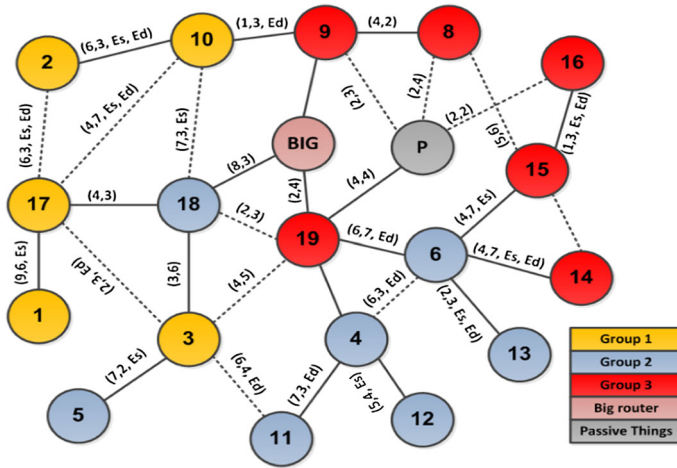 (1,3, Ed)
9
(4,2)
8
(6,3, Es, Ed)
10
2
16
(4,7, Es, Ed)
(2,3)
(2,4)
(2,2)
(6,3, Es, Ed)
(7,3, Es)
(6,5)
(1,3, Es, Ed)
BIG
P
15
(8,3)
(4,4)
17
(4,3)
18
(2,4)
(2,3)
(4,7, Es)
19
(6,7, Ed)
6
(4,7, Es, Ed)
14
(9,6, Es)
(2,3, Ed)
(3,6)
(4,5)
(6,3, Ed)
(2,3, Es, Ed)
1
3
4
13
Group 1
(7,2, Es)
(6,4, Ed)
(7,3, Ed)
(5,4, Es)
Group 2
Group 3
5
11
12
Big router
Passive Things